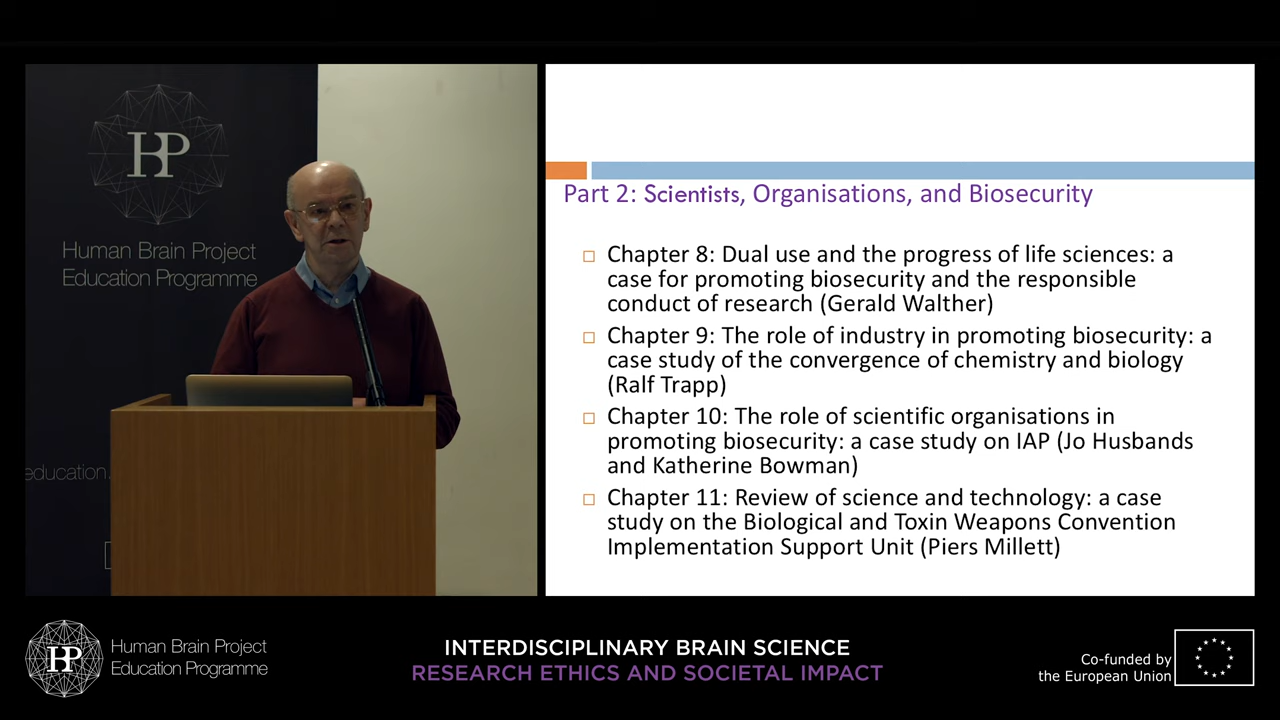 HP
Human Brain Project
Education Programme
education.
Part 2: Scientists, Organisations, and Biosecurity
Chapter 8: Dual use and the progress of life sciences: a
case for promoting biosecurity and the responsible
conduct of research (Gerald Walther)
Chapter 9: The role of industry in promoting biosecurity: a
case study of the convergence of chemistry and biology
(Ralf Trapp)
Chapter 10: The role of scientific organisations in
promoting biosecurity: a case study on IAP (Jo Husbands
and Katherine Bowman)
Chapter 11: Review of science and technology: a case
study on the Biological and Toxin Weapons Convention
Implementation Support Unit (Piers Millett)
HP
Human Brain Project
Education Programme
INTERDISCIPLINARY BRAIN SCIENCE
RESEARCH ETHICS AND SOCIETAL IMPACT
Co-funded by
the European Union